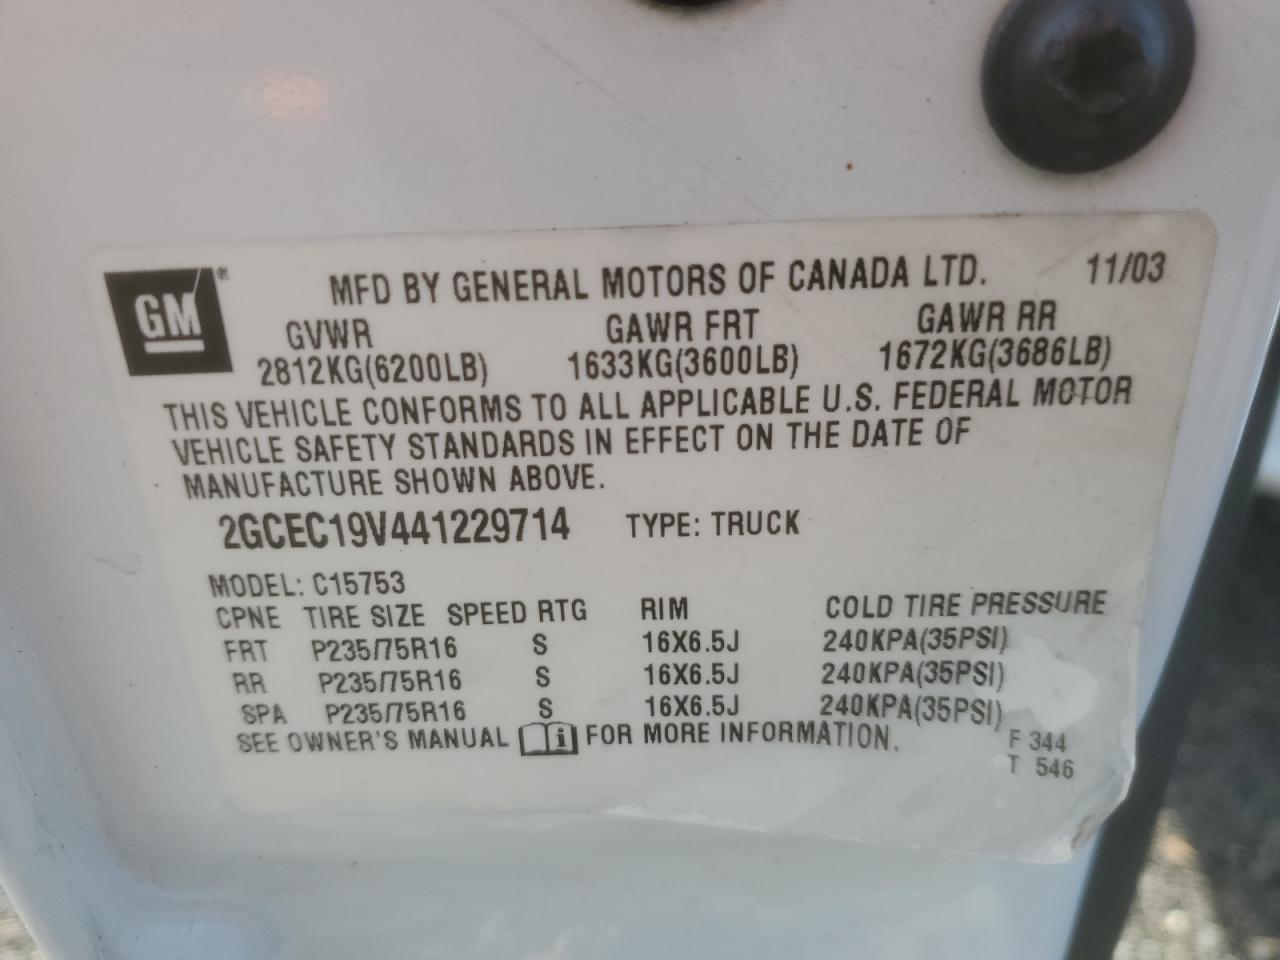 GM®
MFD BY GENERAL MOTORS OF CANADA LTD. 11/03
GVWR GAWR FRT GAWR RR
2812KG(6200LB) 1633KG(3600LB) 1672KG(3686LB)
THIS VEHICLE CONFORMS TO ALL APPLICABLE U.S. FEDERAL MOTOR
VEHICLE SAFETY STANDARDS IN EFFECT ON THE DATE OF
MANUFACTURE SHOWN ABOVE.
2GCEC19V441229714 TYPE: TRUCK
MODEL: C15753
CPNE TIRE SIZE SPEED RTG RIM COLD TIRE PRESSURE
FRT P235/75R16 S 16X6.5J 240KPA(35PSI)
RR P235/75R16 S 16X6.5J 240KPA(35PSI)
SPA P235/75R16 S 16X6.5J 240KPA(35PSI)
SEE OWNER'S MANUAL i FOR MORE INFORMATION.
F 344
T 546